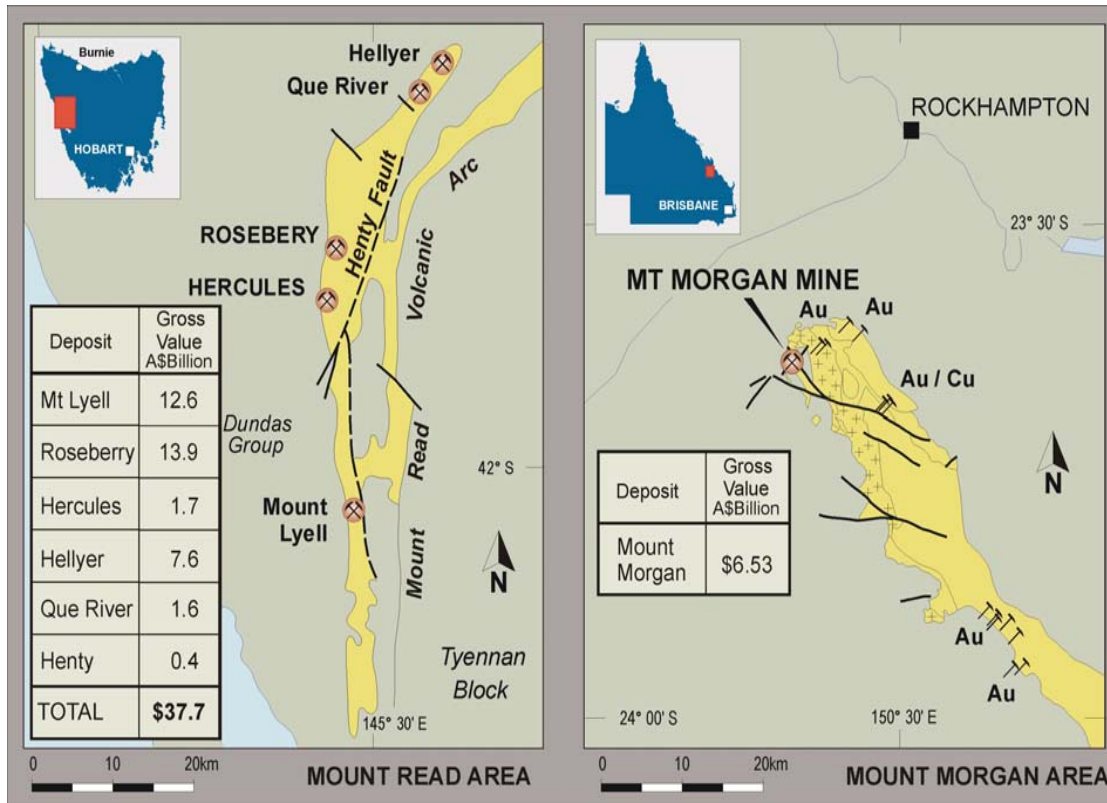 Burnie
HOBART
Hellyer
Que River
Henty Fault
Arc
Volcanic
Read
Mount
ROSEBERY
HERCULES
Deposit
Gross
Value
A$Billion
Mt Lyell
12.6
Roseberry
13.9
Hercules
1.7
Hellyer
7.6
Que River
1.6
Henty
0.4
TOTAL
$37.7
Dundas
Group
42° S
Mount
Lyell
N
Tyennan
Block
145° 30' E
0 10 20km
MOUNT READ AREA
BRISBANE
ROCKHAMPTON
23° 30' S
MT MORGAN MINE
Au
Au
Au / Cu
N
Deposit
Gross
Value
A$Billion
Mount
Morgan
$6.53
Au
Au
24° 00' S
150° 30' E
0 10 20km
MOUNT MORGAN AREA